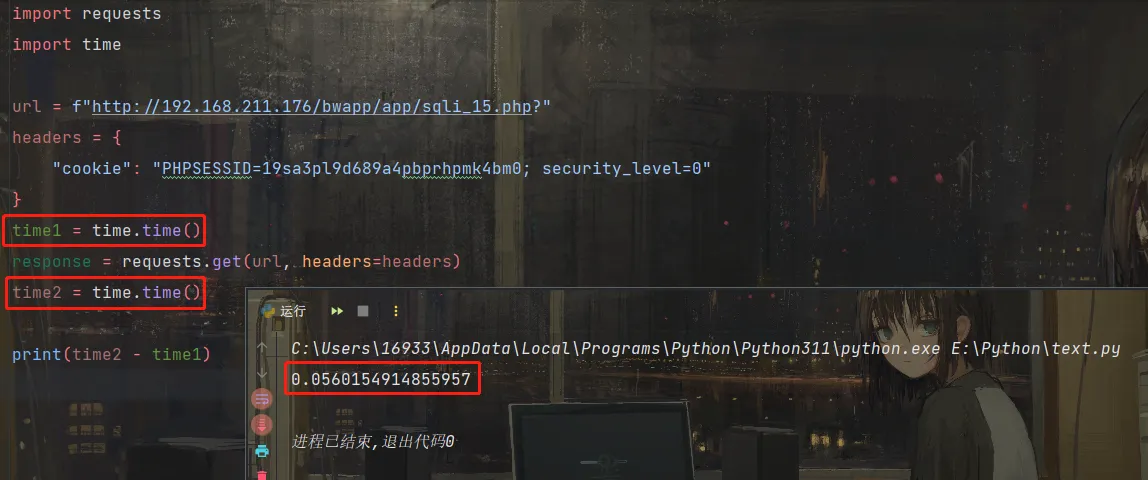 import requests
import time
url = f"http://192.168.211.176/bwapp/app/sqli_15.php?"
headers = {
    "cookie": "PHPSESSID=19sa3pl9d689a4pbprhpmk4bm0; security_level=0"
}
time1 = time.time()
response = requests.get(url, headers=headers)
time2 = time.time()
print(time2 - time1)
运行
C:\Users\16933\AppData\Local\Programs\Python\Python311\python.exe E:\Python\text.py
0.0560154914855957
进程已结束,退出代码0